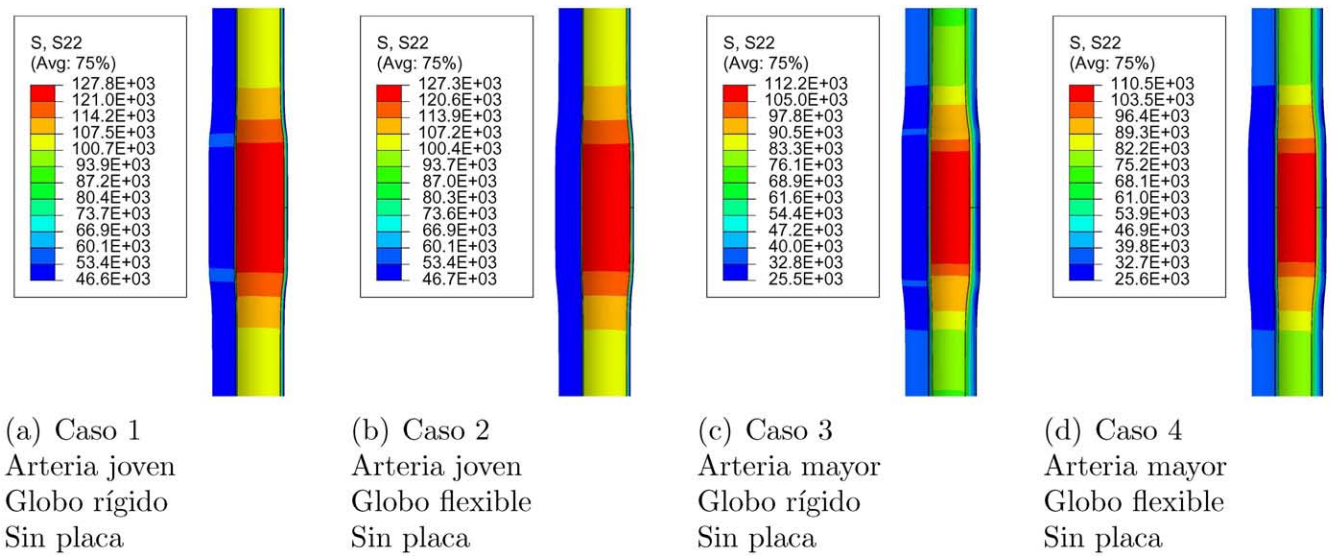 S, S22
(Avg: 75%)
127.8E+03
121.0E+03
114.2E+03
107.5E+03
100.7E+03
93.9E+03
87.2E+03
80.4E+03
73.7E+03
66.9E+03
60.1E+03
53.4E+03
46.6E+03
(a) Caso 1
Arteria joven
Globo rígido
Sin placa
S, S22
(Avg: 75%)
127.3E+03
120.6E+03
113.9E+03
107.2E+03
100.4E+03
93.7E+03
87.0E+03
80.3E+03
73.6E+03
66.9E+03
60.1E+03
53.4E+03
46.7E+03
(b) Caso 2
Arteria joven
Globo flexible
Sin placa
S, S22
(Avg: 75%)
112.2E+03
105.0E+03
97.8E+03
90.5E+03
83.3E+03
76.1E+03
68.9E+03
61.6E+03
54.4E+03
47.2E+03
40.0E+03
32.8E+03
25.5E+03
(c) Caso 3
Arteria mayor
Globo rígido
Sin placa
S, S22
(Avg: 75%)
110.5E+03
103.5E+03
96.4E+03
89.3E+03
82.2E+03
75.2E+03
68.1E+03
61.0E+03
53.9E+03
46.9E+03
39.8E+03
32.7E+03
25.6E+03
(d) Caso 4
Arteria mayor
Globo flexible
Sin placa